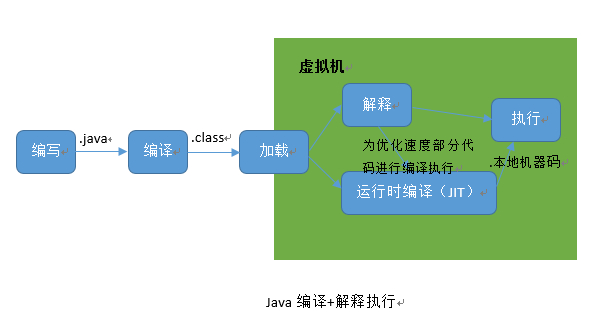 虚拟机
解释
执行
编写
.java
编译
.class
加载
为优化速度部分代
码进行编译执行
.本地机器码
运行时编译（JIT）
Java 编译+解释执行